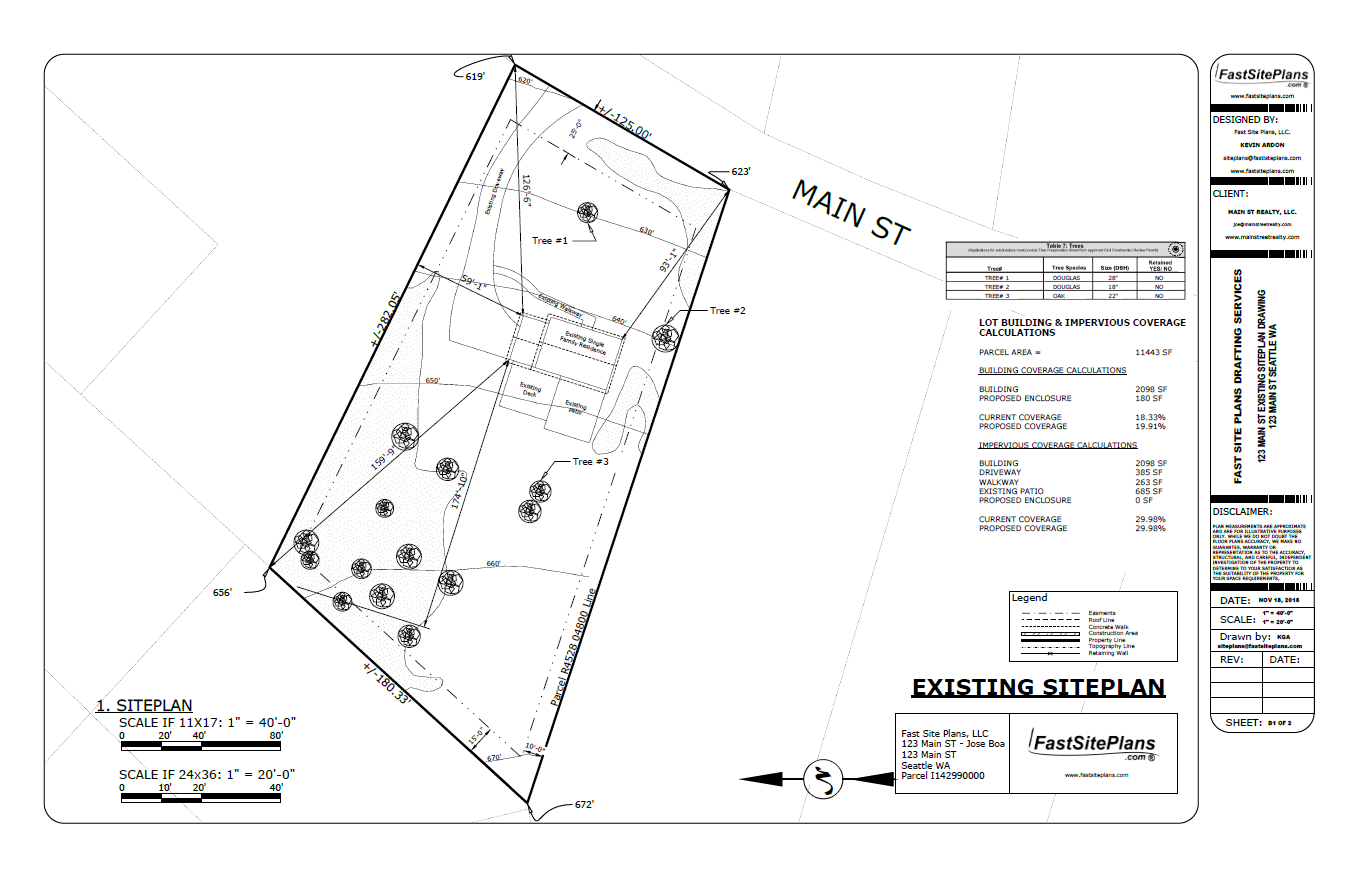 619'
620'
+/-125.00'
25'-0"
623'
Existing Driveway
126'-6"
Tree #1
630'
93'-1"
59'-1"
+/-282.05'
Existing Walkway
640'
Tree #2
Existing Single
Family Residence
650'
Existing
Deck
Existing
Patio
159'-9"
174'-10"
Tree #3
660'
656'
Parcel R4528 04800 Line
+/-180.33'
15'-0"
10'-0"
670'
672'
MAIN ST
1. SITEPLAN
SCALE IF 11X17: 1" = 40'-0"
0 20' 40' 80'
SCALE IF 24x36: 1" = 20'-0"
0 10' 20' 40'
Table 7: Trees
Tree# Tree Species Size (DBH) Retained YES/ NO
TREE# 1 DOUGLAS 28" NO
TREE# 2 DOUGLAS 18" NO
TREE# 3 OAK 22" NO
LOT BUILDING & IMPERVIOUS COVERAGE
CALCULATIONS
PARCEL AREA = 11443 SF
BUILDING COVERAGE CALCULATIONS
BUILDING 2098 SF
PROPOSED ENCLOSURE 180 SF
CURRENT COVERAGE 18.33%
PROPOSED COVERAGE 19.91%
IMPERVIOUS COVERAGE CALCULATIONS
BUILDING 2098 SF
DRIVEWAY 385 SF
WALKWAY 263 SF
EXISTING PATIO 685 SF
PROPOSED ENCLOSURE 0 SF
CURRENT COVERAGE 29.98%
PROPOSED COVERAGE 29.98%
Legend
Easments
Roof Line
Concrete Walk
Construction Area
Property Line
Topography Line
Retaining Wall
EXISTING SITEPLAN
Fast Site Plans, LLC
123 Main ST - Jose Boa
123 Main ST
Seattle WA
Parcel I142990000
FastSitePlans
.com ®
www.fastsiteplans.com
FastSitePlans
.com ®
www.fastsiteplans.com
DESIGNED BY:
Fast Site Plans, LLC.
KEVIN ARDON
siteplans@fastsiteplans.com
www.fastsiteplans.com
CLIENT:
MAIN ST REALTY, LLC.
joe@mainstreetrealty.com
www.mainstreetrealty.com
FAST SITE PLANS DRAFTING SERVICES
123 MAIN ST EXISTING SITEPLAN DRAWING
123 MAIN ST SEATTLE WA
DISCLAIMER:
PLAN MEASUREMENTS ARE APPROXIMATE
AND ARE FOR ILLUSTRATIVE PURPOSES
ONLY. WHILE WE DO NOT DOUBT THE
FLOOR PLANS ACCURACY, WE MAKE NO
GUARANTEE, WARRANTY OR
REPRESENTATION AS TO THE ACCURACY,
STRUCTURAL, AND CAREFUL, INDEPENDENT
INVESTIGATION OF THE PROPERTY TO
DETERMINE TO YOUR SATISFACTION AS
THE SUITABILITY OF THE PROPERTY FOR
YOUR SPACE REQUIREMENTS,
DATE: NOV 18, 2018
SCALE: 1" = 40'-0"
1" = 20'-0"
Drawn by: KGA
siteplans@fastsiteplans.com
REV: DATE:
SHEET: B1 OF 2